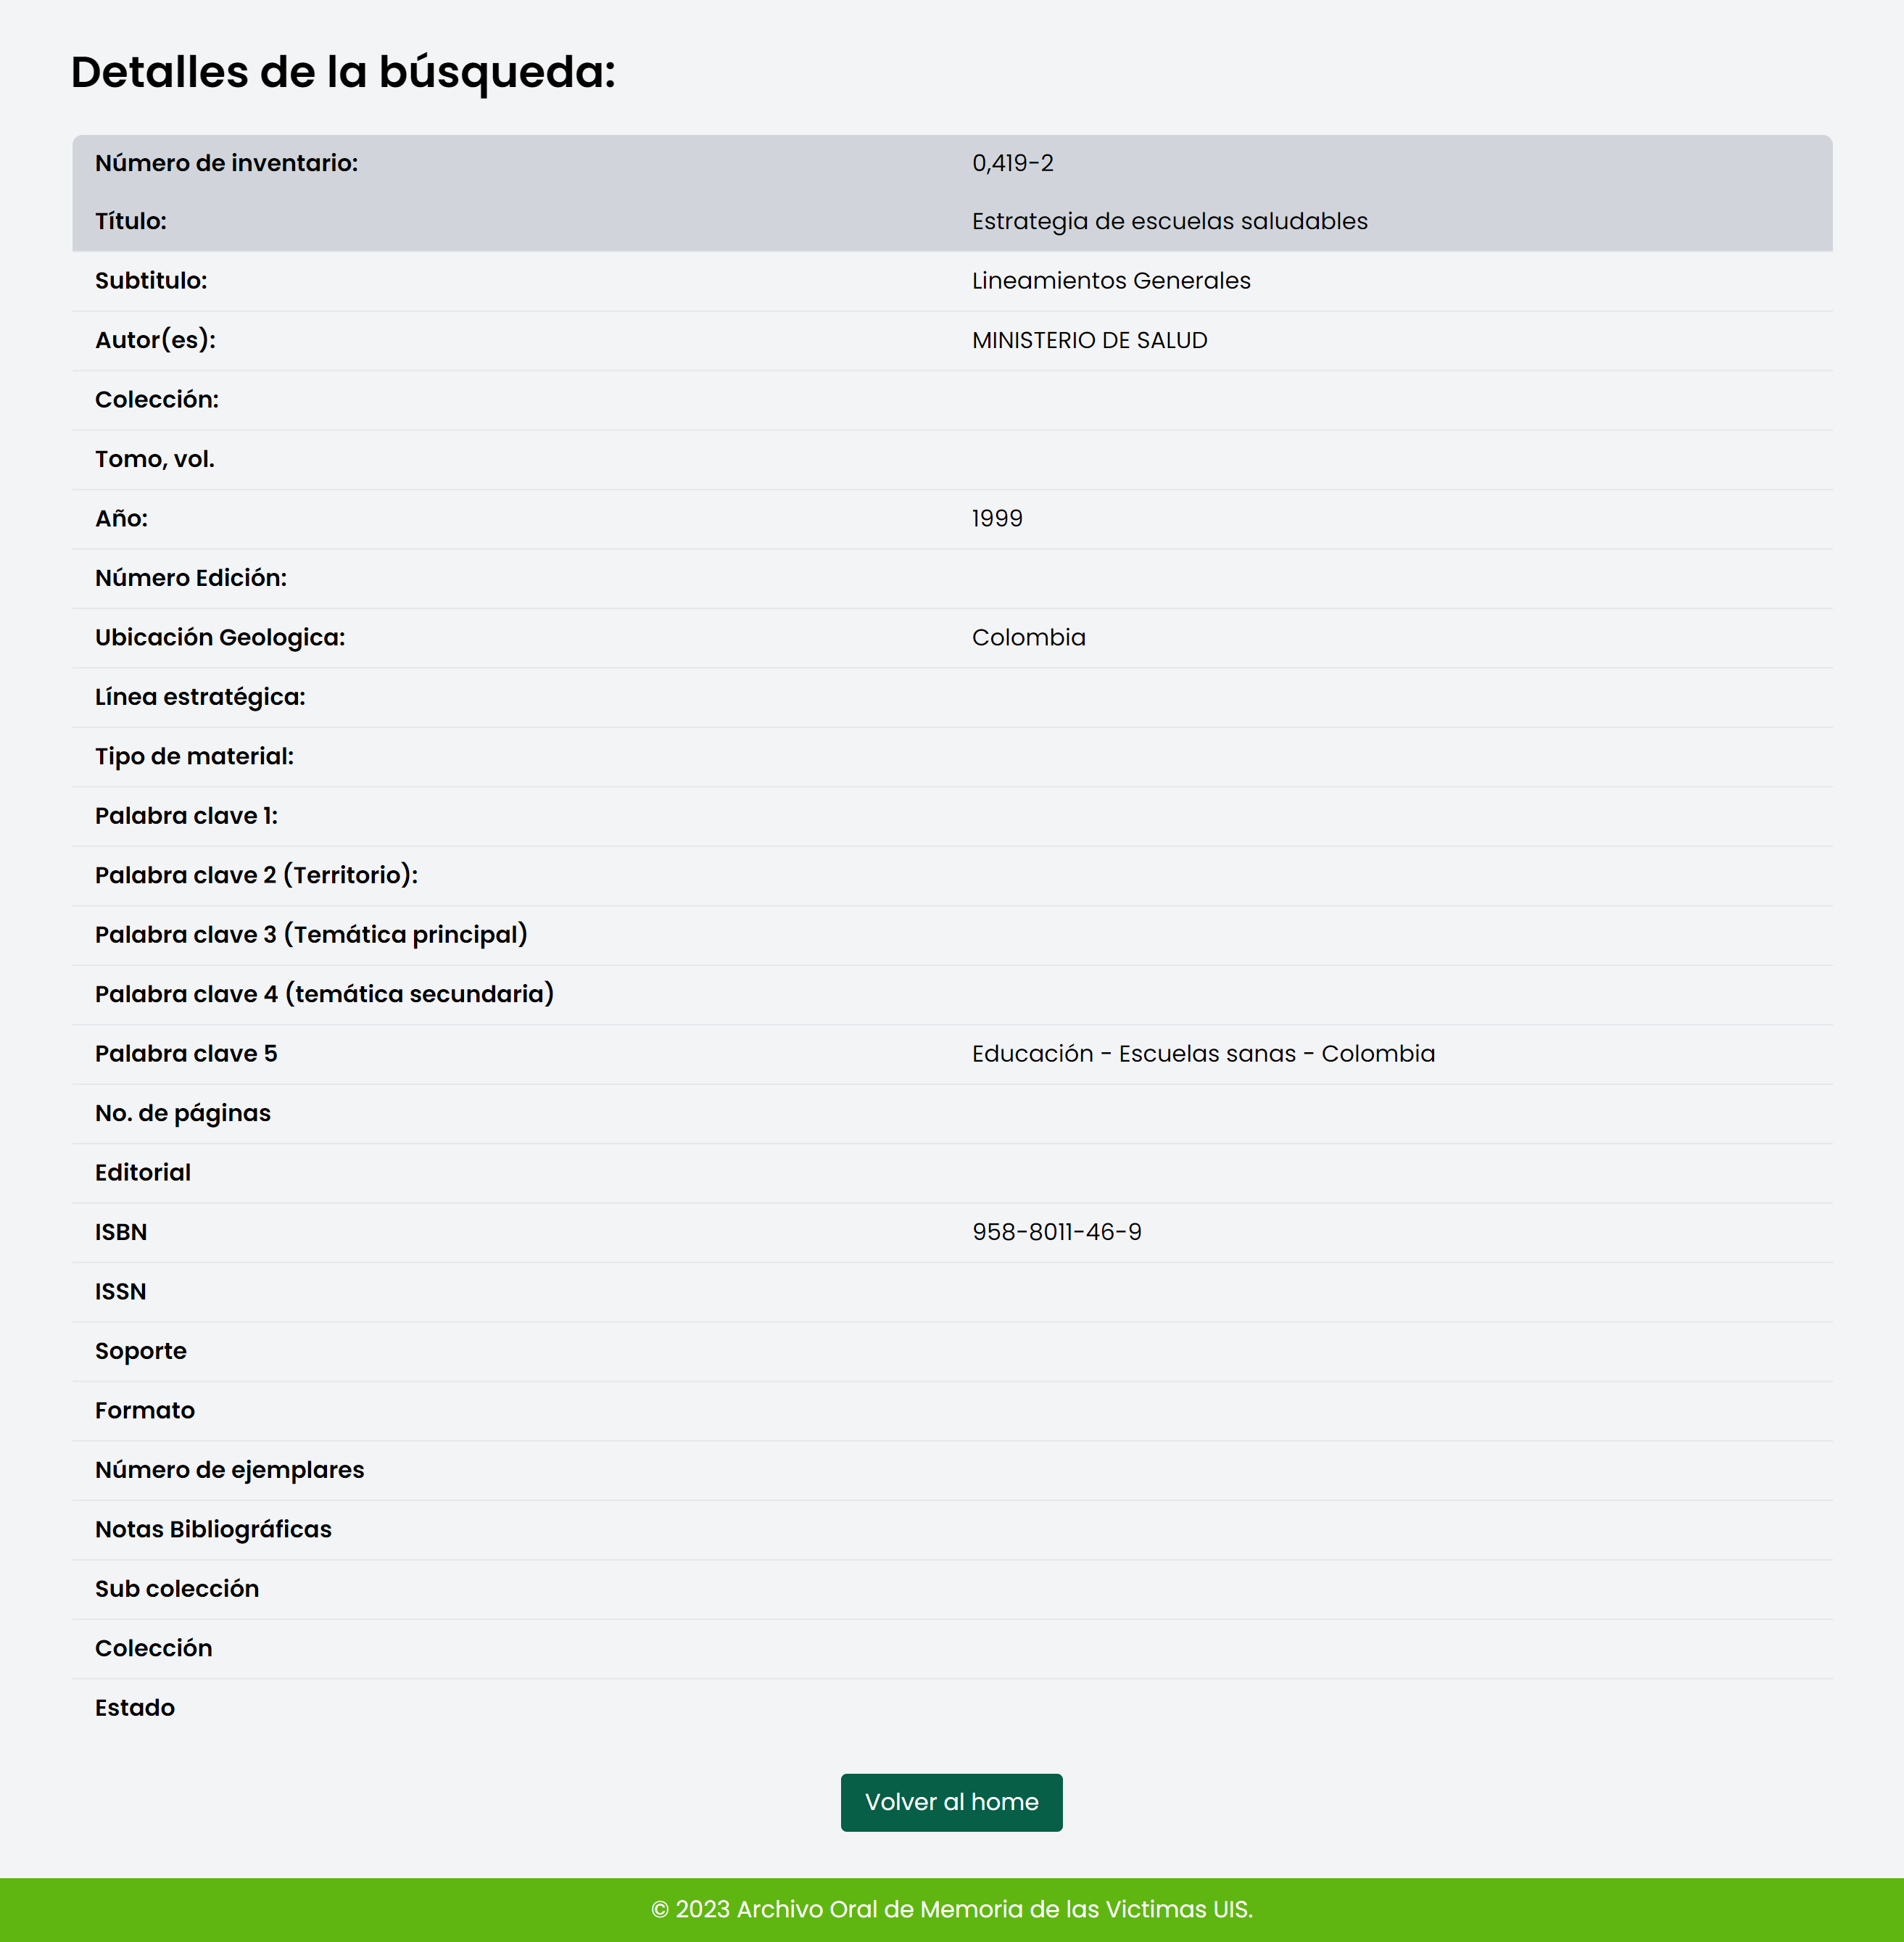 Detalles de la búsqueda:
Número de inventario: 0,419-2
Título: Estrategia de escuelas saludables
Subtitulo: Lineamientos Generales
Autor(es): MINISTERIO DE SALUD
Colección:
Tomo, vol.
Año: 1999
Número Edición:
Ubicación Geologica: Colombia
Línea estratégica:
Tipo de material:
Palabra clave 1:
Palabra clave 2 (Territorio):
Palabra clave 3 (Temática principal)
Palabra clave 4 (temática secundaria)
Palabra clave 5 Educación - Escuelas sanas - Colombia
No. de páginas
Editorial
ISBN 958-8011-46-9
ISSN
Soporte
Formato
Número de ejemplares
Notas Bibliográficas
Sub colección
Colección
Estado
Volver al home
© 2023 Archivo Oral de Memoria de las Victimas UIS.